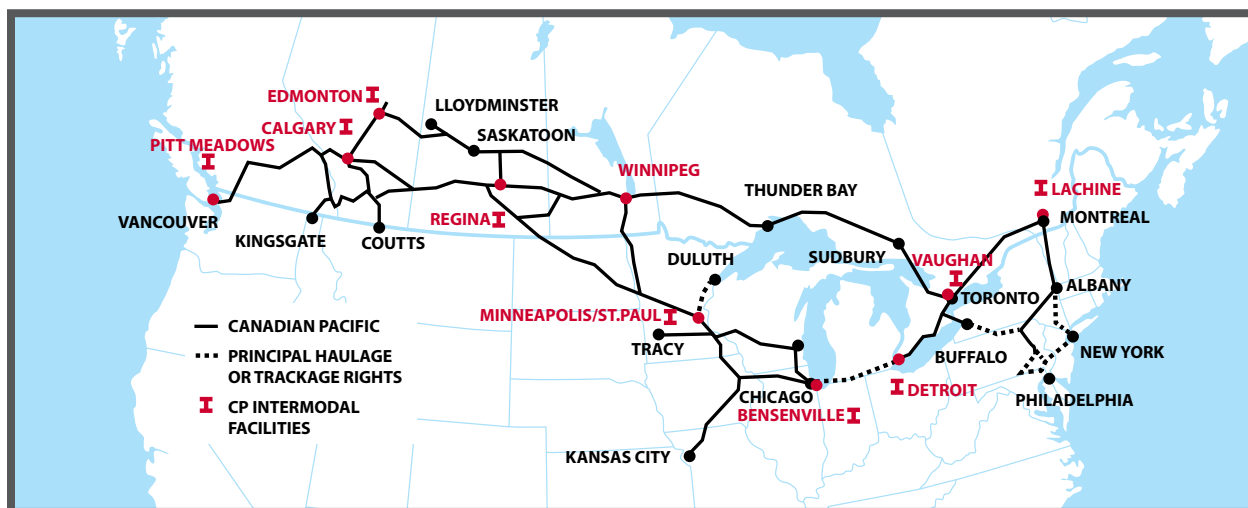 EDMONTON
LLOYDMINSTER
CALGARY
SASKATOON
PITT MEADOWS
WINNIPEG
THUNDER BAY
LACHINE
VANCOUVER
REGINA
MONTREAL
KINGSGATE
COUTTS
DULUTH
SUDBURY
VAUGHAN
TORONTO
ALBANY
MINNEAPOLIS/ST.PAUL
TRACY
BUFFALO
NEW YORK
CHICAGO
DETROIT
PHILADELPHIA
BENSENVILLE
KANSAS CITY
CANADIAN PACIFIC
PRINCIPAL HAULAGE
OR TRACKAGE RIGHTS
CP INTERMODAL
FACILITIES